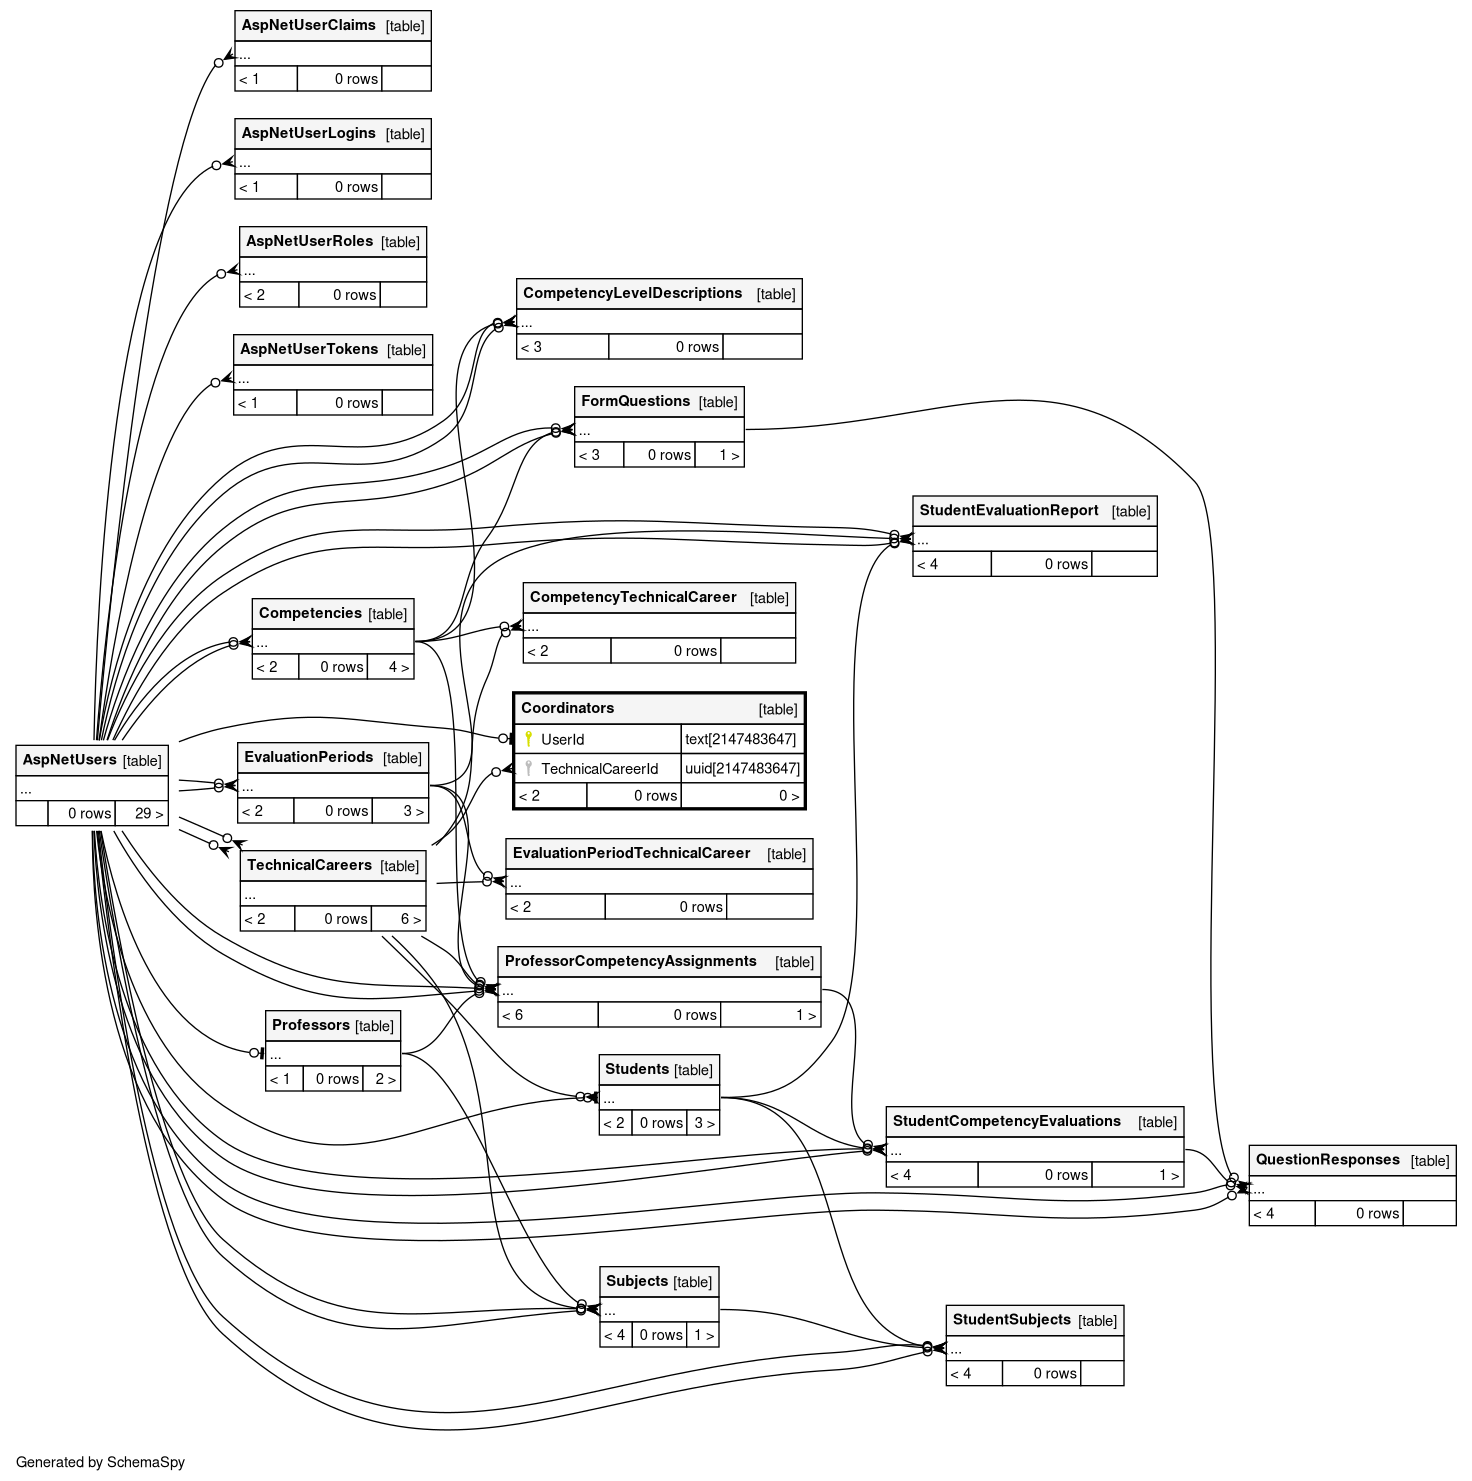 AspNetUserClaims [table]
...
< 1 0 rows
AspNetUserLogins [table]
...
< 1 0 rows
AspNetUserRoles [table]
...
< 2 0 rows
AspNetUserTokens [table]
...
< 1 0 rows
CompetencyLevelDescriptions [table]
...
< 3 0 rows
FormQuestions [table]
...
< 3 0 rows 1 >
StudentEvaluationReport [table]
...
< 4 0 rows
CompetencyTechnicalCareer [table]
...
< 2 0 rows
Competencies [table]
...
< 2 0 rows 4 >
Coordinators [table]
UserId text[2147483647]
TechnicalCareerId uuid[2147483647]
< 2 0 rows 0 >
AspNetUsers [table]
...
0 rows 29 >
EvaluationPeriods [table]
...
< 2 0 rows 3 >
TechnicalCareers [table]
...
< 2 0 rows 6 >
EvaluationPeriodTechnicalCareer [table]
...
< 2 0 rows
ProfessorCompetencyAssignments [table]
...
< 6 0 rows 1 >
Professors [table]
...
< 1 0 rows 2 >
Students [table]
...
< 2 0 rows 3 >
StudentCompetencyEvaluations [table]
...
< 4 0 rows 1 >
QuestionResponses [table]
...
< 4 0 rows
Subjects [table]
...
< 4 0 rows 1 >
StudentSubjects [table]
...
< 4 0 rows
Generated by SchemaSpy